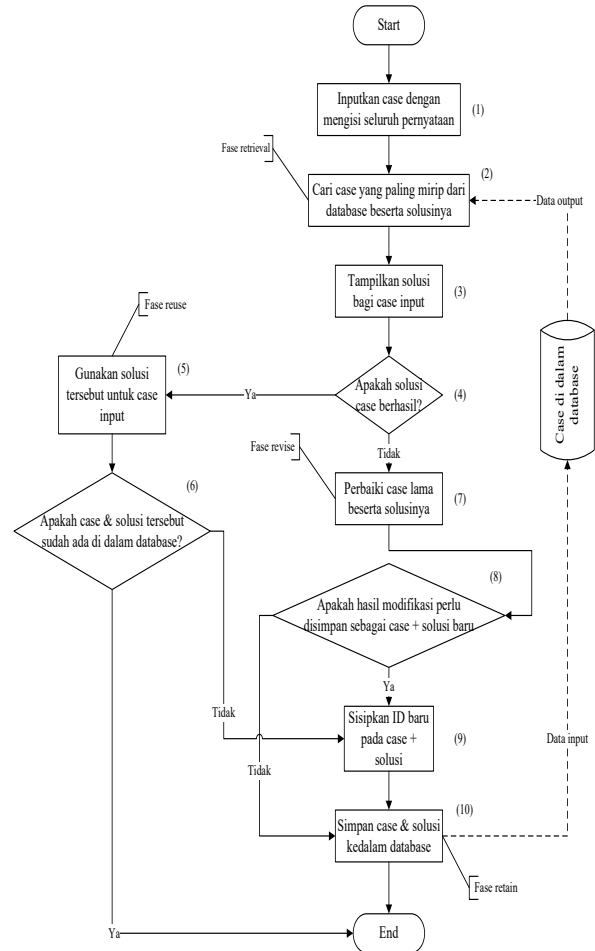 Start
Inputkan case dengan
mengisi seluruh pernyataan
(1)
Fase retrieval
(2)
Cari case yang paling mirip dari
database beserta solusinya
Data output
Tampilkan solusi
bagi case input
(3)
Fase reuse
(5)
Gunakan solusi
tersebut untuk case
input
Ya
Apakah solusi
case berhasil?
(4)
Case di dalam
database
Tidak
Fase revise
(6)
Perbaiki case lama
beserta solusinya
(7)
Apakah case & solusi tersebut
sudah ada di dalam database?
(8)
Apakah hasil modifikasi perlu
disimpan sebagai case + solusi baru
Ya
Tidak
Sisipkan ID baru
pada case +
solusi
(9)
Data input
Tidak
(10)
Simpan case & solusi
kedalam database
Fase retain
Ya
End